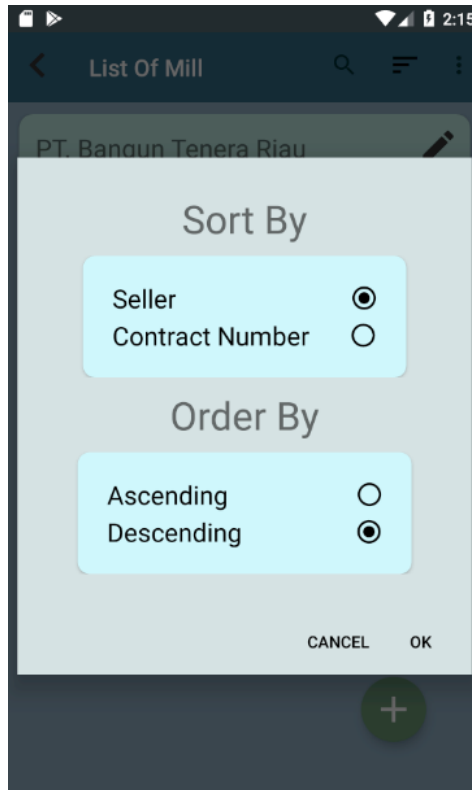 2:15
List Of Mill
PT. Bangun Tenera Riau
Sort By
Seller
Contract Number
Order By
Ascending
Descending
CANCEL OK
+